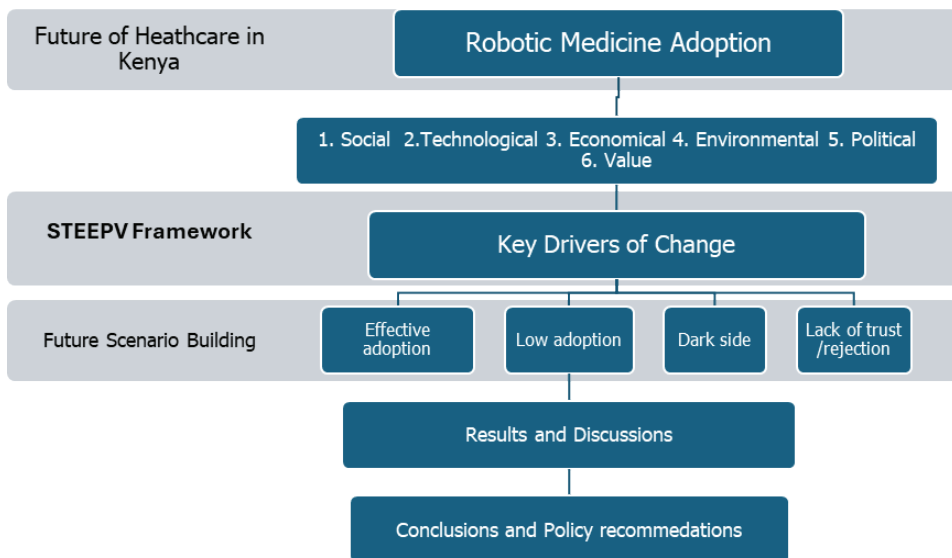 Future of Heathcare in
Kenya
Robotic Medicine Adoption
1. Social 2.Technological 3. Economical 4. Environmental 5. Political
6. Value
STEEPV Framework
Key Drivers of Change
Future Scenario Building
Effective
adoption
Low adoption
Dark side
Lack of trust
/rejection
Results and Discussions
Conclusions and Policy recommedations